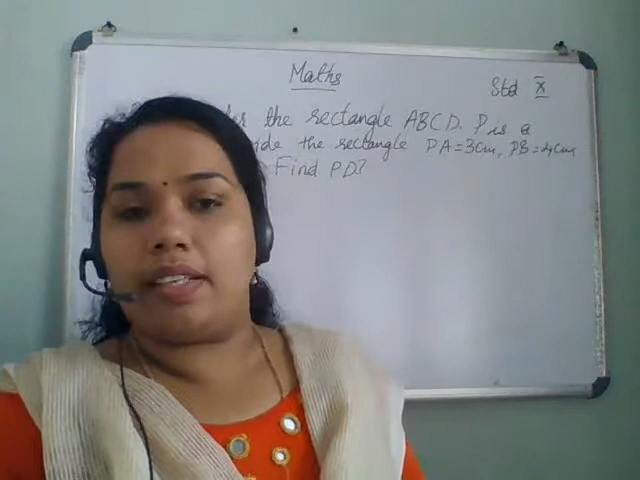 Maths
Std X
the rectangle ABCD. P is a
the rectangle PA=3cm, PB=4cm
Find PD?